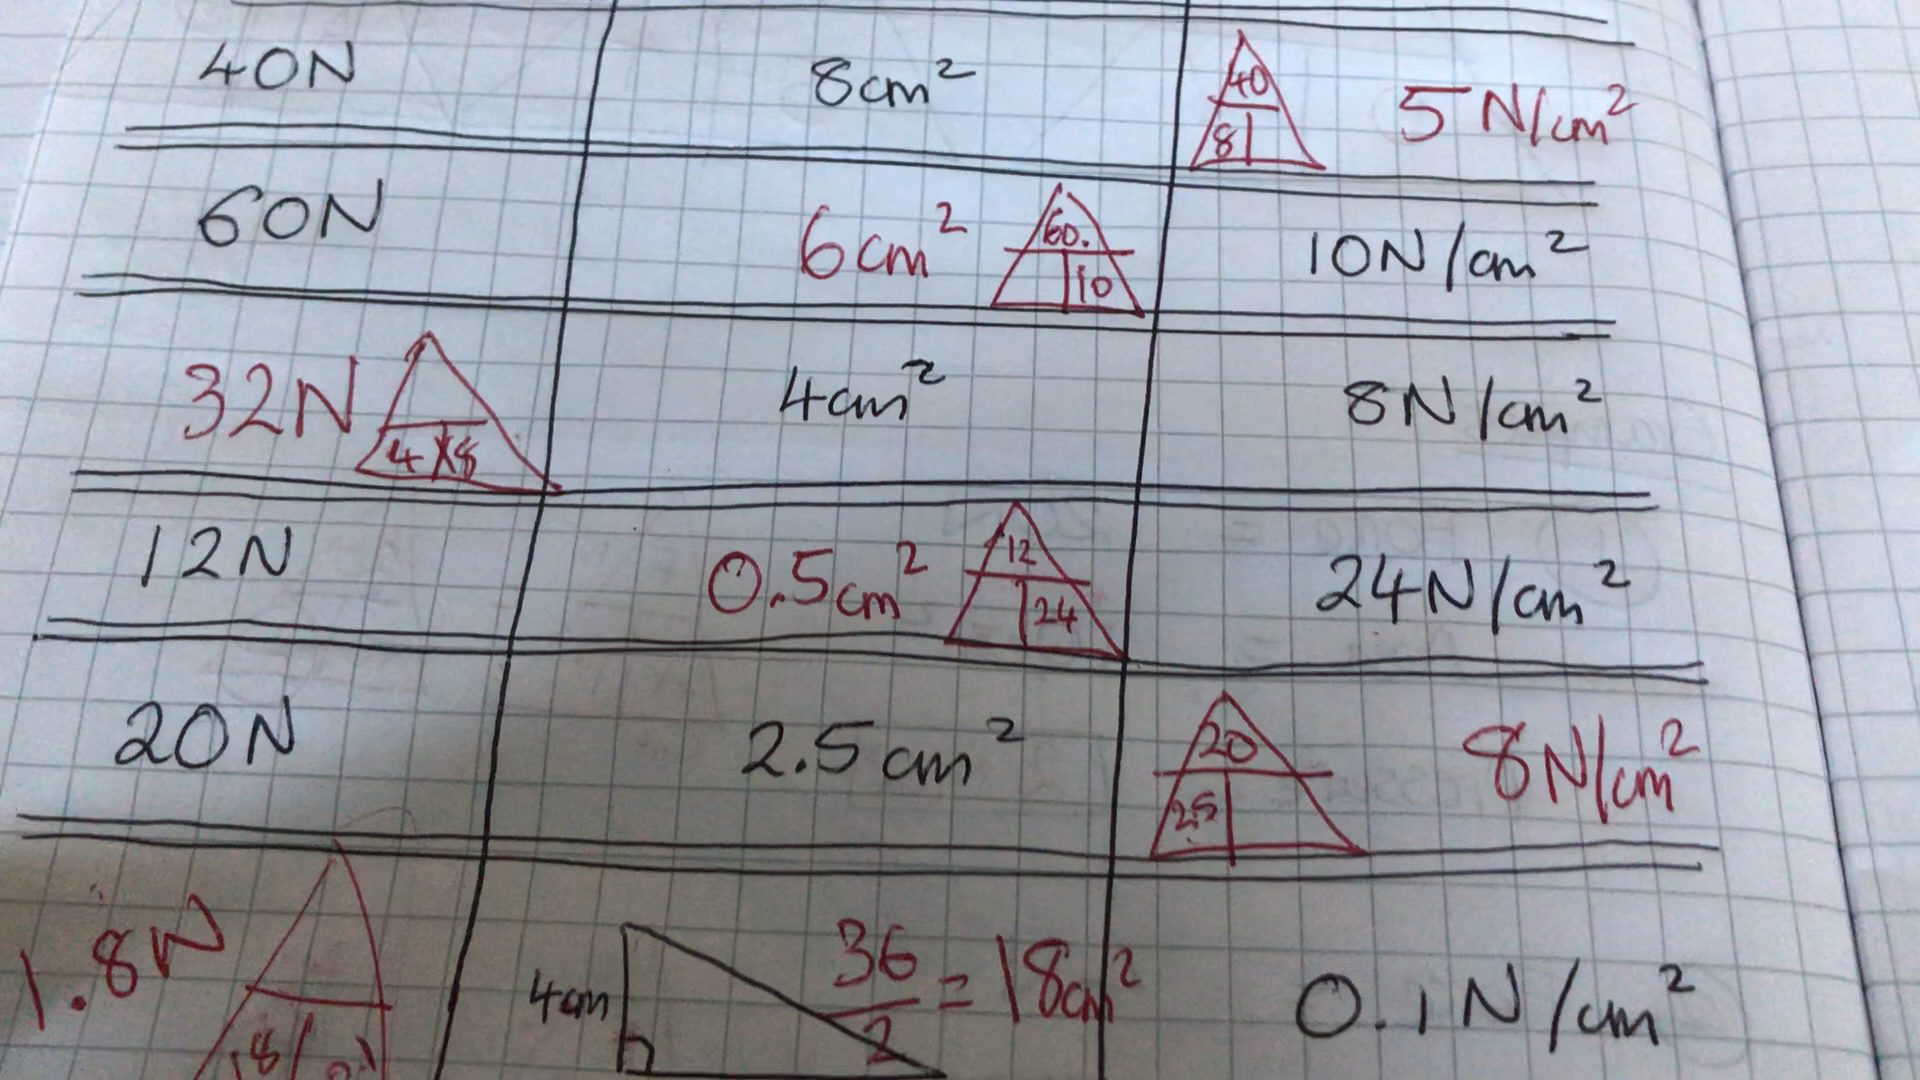 40N 8cm² 40 8 5N/cm²
60N 6cm² 60. 10 10N/cm²
32N 4×8 4cm² 8N/cm²
12N 0.5cm² 12 24 24N/cm²
20N 2.5cm² 20 2.5 8N/cm²
1.8N 4cm 36/2 = 18cm² 0.1N/cm²